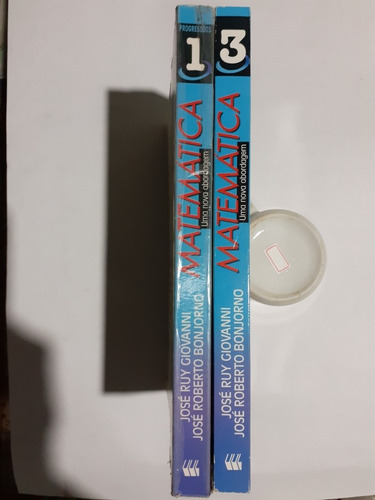 PROGRESSÕES
1
MATEMÁTICA
Uma nova abordagem
JOSÉ RUY GIOVANNI
JOSÉ ROBERTO BONJORNO
3
MATEMÁTICA
Uma nova abordagem
JOSÉ RUY GIOVANNI
JOSÉ ROBERTO BONJORNO